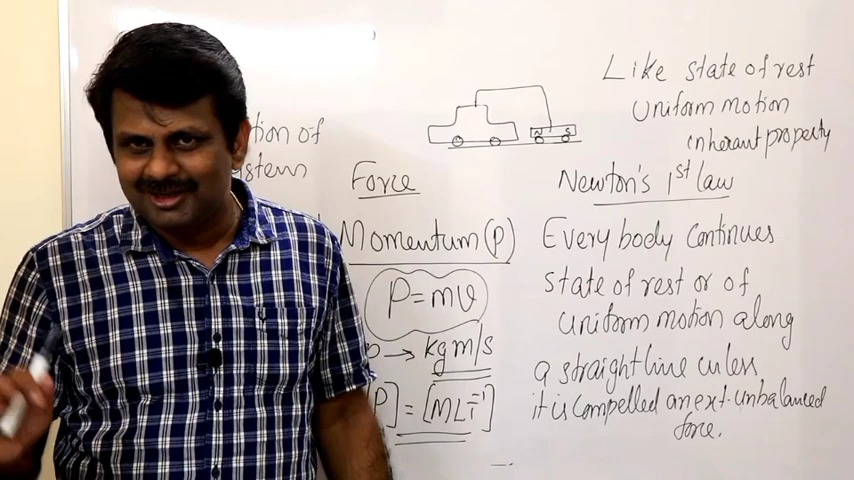 tion of
ystem
Force
Momentum (p)
P=mv
→ kgm/s
P] = [MLT⁻¹]
N S
Like state of rest
uniform motion
inherant property
Newton's 1st law
Every body continues
state of rest or of
uniform motion along
a straight line unless
it is compelled an ext. unbalanced
force.